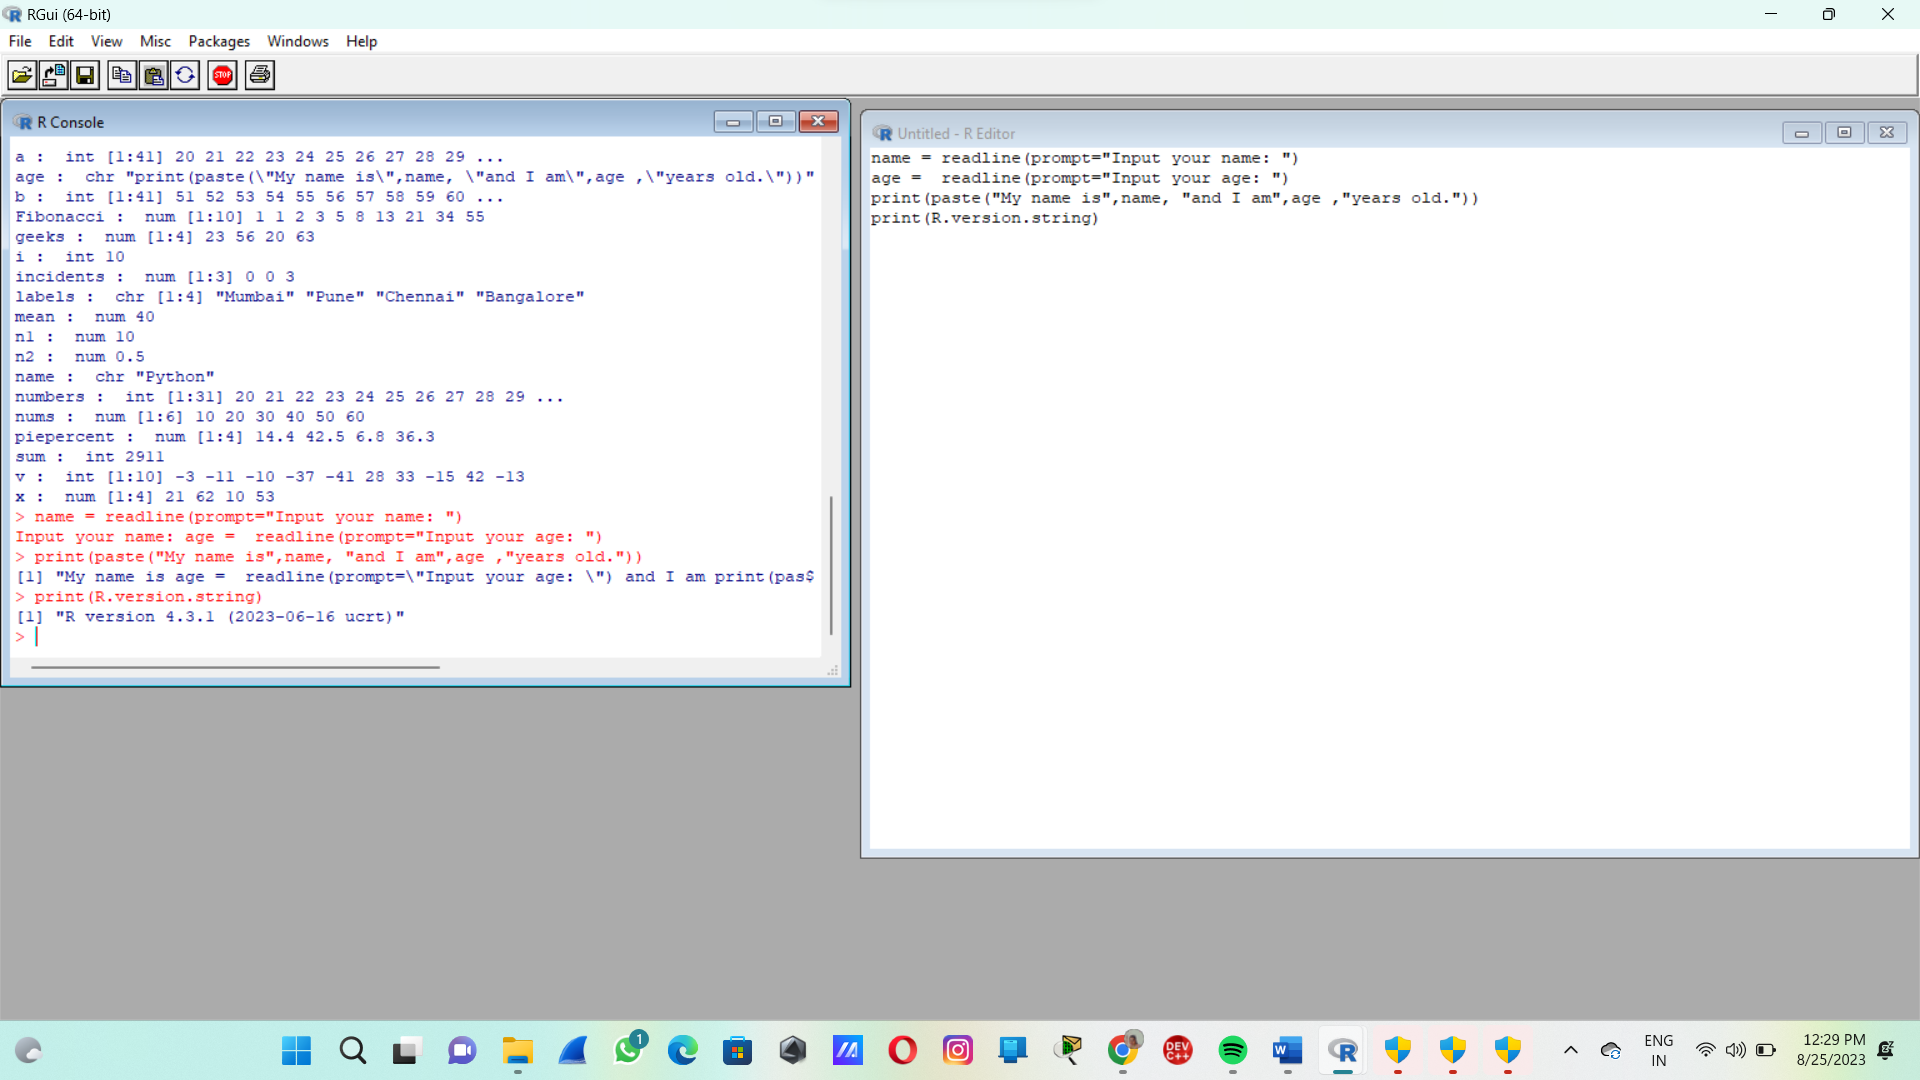 RGui (64-bit)
File Edit View Misc Packages Windows Help
STOP
R Console
a :  int [1:41] 20 21 22 23 24 25 26 27 28 29 ...
age :  chr "print(paste(\"My name is\",name, \"and I am\",age ,\"years old.\"))"
b :  int [1:41] 51 52 53 54 55 56 57 58 59 60 ...
Fibonacci :  num [1:10] 1 1 2 3 5 8 13 21 34 55
geeks :  num [1:4] 23 56 20 63
i :  int 10
incidents :  num [1:3] 0 0 3
labels :  chr [1:4] "Mumbai" "Pune" "Chennai" "Bangalore"
mean :  num 40
n1 :  num 10
n2 :  num 0.5
name :  chr "Python"
numbers :  int [1:31] 20 21 22 23 24 25 26 27 28 29 ...
nums :  num [1:6] 10 20 30 40 50 60
piepercent :  num [1:4] 14.4 42.5 6.8 36.3
sum :  int 2911
v :  int [1:10] -3 -11 -10 -37 -41 28 33 -15 42 -13
x :  num [1:4] 21 62 10 53
> name = readline(prompt="Input your name: ")
Input your name: age =  readline(prompt="Input your age: ")
> print(paste("My name is",name, "and I am",age ,"years old."))
[1] "My name is age =  readline(prompt=\"Input your age: \") and I am print(pas$
> print(R.version.string)
[1] "R version 4.3.1 (2023-06-16 ucrt)"
>
Untitled - R Editor
name = readline(prompt="Input your name: ")
age =  readline(prompt="Input your age: ")
print(paste("My name is",name, "and I am",age ,"years old."))
print(R.version.string)
1
DEV
C++
W
R
ENG
IN
12:29 PM
8/25/2023